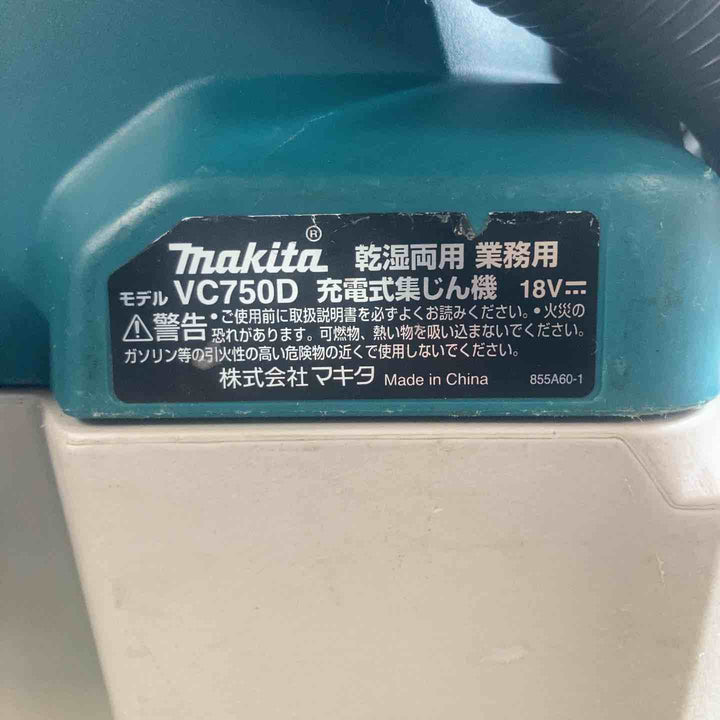 makita® 乾湿両用 業務用
モデル VC750D 充電式集じん機 18V⎓
⚠警告 •ご使用前に取扱説明書を必ずよくお読みください。•火災の
恐れがあります。可燃物、熱い物を吸い込まないでください。
ガソリン等の引火性の高い危険物の近くで使用しないでください。
株式会社マキタ Made in China 855A60-1